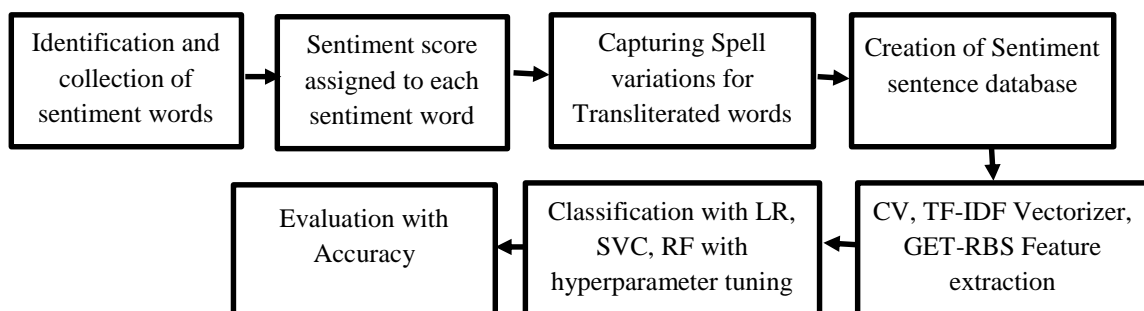 Identification and
collection of
sentiment words
Sentiment score
assigned to each
sentiment word
Capturing Spell
variations for
Transliterated words
Creation of Sentiment
sentence database
CV, TF-IDF Vectorizer,
GET-RBS Feature
extraction
Classification with LR,
SVC, RF with
hyperparameter tuning
Evaluation with
Accuracy